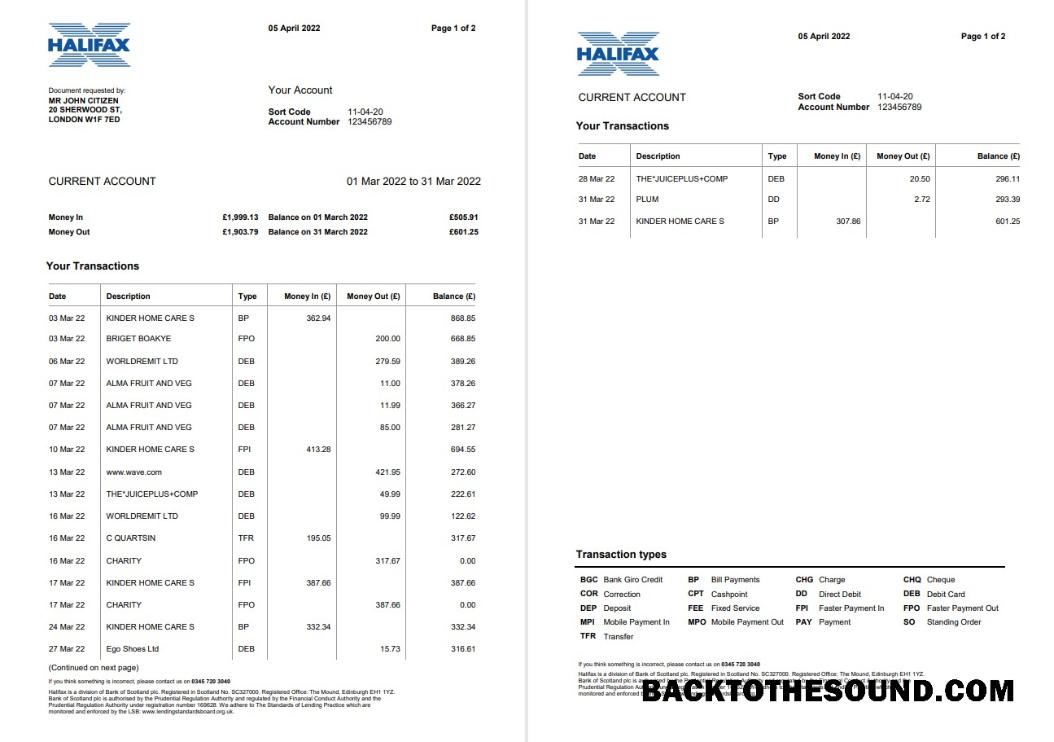 HALIFAX
05 April 2022 Page 1 of 2
Document requested by:
MR JOHN CITIZEN
20 SHERWOOD ST,
LONDON W1F 7ED
Your Account
Sort Code 11-04-20
Account Number 123456789
CURRENT ACCOUNT 01 Mar 2022 to 31 Mar 2022
Money In £1,999.13 Balance on 01 March 2022 £505.91
Money Out £1,903.79 Balance on 31 March 2022 £601.25
Your Transactions
Date Description Type Money In (£) Money Out (£) Balance (£)
03 Mar 22 KINDER HOME CARE S BP 362.94 868.85
03 Mar 22 BRIGET BOAKYE FPO 200.00 668.85
06 Mar 22 WORLDREMIT LTD DEB 279.59 389.26
07 Mar 22 ALMA FRUIT AND VEG DEB 11.00 378.26
07 Mar 22 ALMA FRUIT AND VEG DEB 11.99 366.27
07 Mar 22 ALMA FRUIT AND VEG DEB 85.00 281.27
10 Mar 22 KINDER HOME CARE S FPI 413.28 694.55
13 Mar 22 www.wave.com DEB 421.95 272.60
13 Mar 22 THE*JUICEPLUS+COMP DEB 49.99 222.61
16 Mar 22 WORLDREMIT LTD DEB 99.99 122.62
16 Mar 22 C QUARTSIN TFR 195.05 317.67
16 Mar 22 CHARITY FPO 317.67 0.00
17 Mar 22 KINDER HOME CARE S FPI 387.66 387.66
17 Mar 22 CHARITY FPO 387.66 0.00
24 Mar 22 KINDER HOME CARE S BP 332.34 332.34
27 Mar 22 Ego Shoes Ltd DEB 15.73 316.61
(Continued on next page)
If you think something is incorrect, please contact us on 0345 720 3040
Halifax is a division of Bank of Scotland plc. Registered in Scotland No. SC327000. Registered Office: The Mound, Edinburgh EH1 1YZ.
Bank of Scotland plc is authorised by the Prudential Regulation Authority and regulated by the Financial Conduct Authority and the
Prudential Regulation Authority under registration number 169628. We adhere to The Standards of Lending Practice which are
monitored and enforced by the LSB: www.lendingstandardsboard.org.uk.
HALIFAX
05 April 2022 Page 1 of 2
CURRENT ACCOUNT
Sort Code 11-04-20
Account Number 123456789
Your Transactions
Date Description Type Money In (£) Money Out (£) Balance (£)
28 Mar 22 THE*JUICEPLUS+COMP DEB 20.50 296.11
31 Mar 22 PLUM DD 2.72 293.39
31 Mar 22 KINDER HOME CARE S BP 307.86 601.25
Transaction types
BGC Bank Giro Credit BP Bill Payments CHG Charge CHQ Cheque
COR Correction CPT Cashpoint DD Direct Debit DEB Debit Card
DEP Deposit FEE Fixed Service FPI Faster Payment In FPO Faster Payment Out
MPI Mobile Payment In MPO Mobile Payment Out PAY Payment SO Standing Order
TFR Transfer
If you think something is incorrect, please contact us on 0345 720 3040
Halifax is a division of Bank of Scotland plc. Registered in Scotland No. SC327000. Registered Office: The Mound, Edinburgh EH1 1YZ.
Bank of Scotland plc is authorised by the
Prudential Regulation
monitored and enforced by
BACKTOTHESOUND.COM